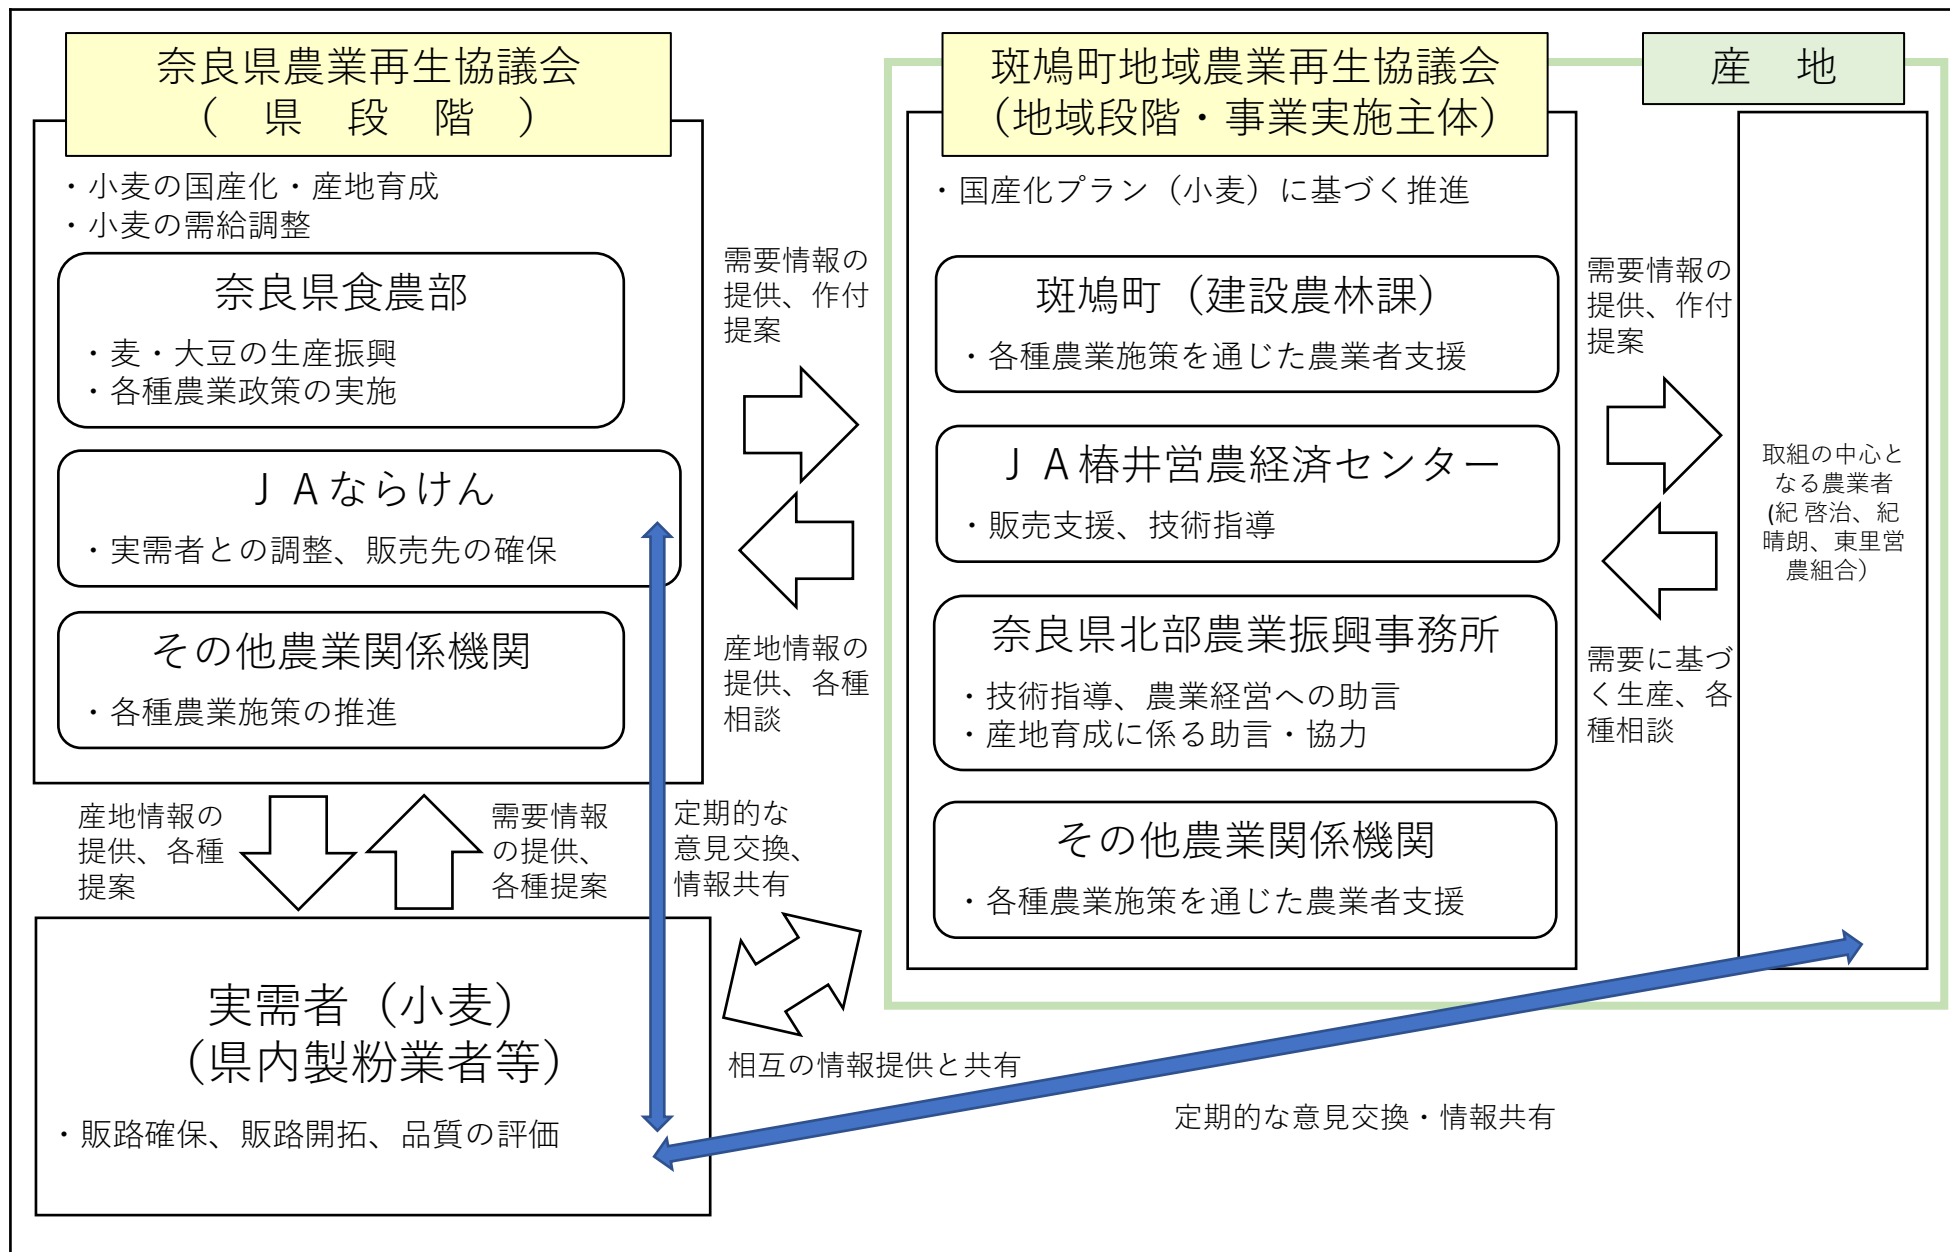 奈良県農業再生協議会
（　県　段　階　）
・小麦の国産化・産地育成
・小麦の需給調整
奈良県食農部
・麦・大豆の生産振興
・各種農業政策の実施
ＪＡならけん
・実需者との調整、販売先の確保
その他農業関係機関
・各種農業施策の推進
需要情報の
提供、作付
提案
産地情報の
提供、各種
相談
斑鳩町地域農業再生協議会
（地域段階・事業実施主体）
・国産化プラン（小麦）に基づく推進
斑鳩町（建設農林課）
・各種農業施策を通じた農業者支援
ＪＡ椿井営農経済センター
・販売支援、技術指導
奈良県北部農業振興事務所
・技術指導、農業経営への助言
・産地育成に係る助言・協力
その他農業関係機関
・各種農業施策を通じた農業者支援
需要情報の
提供、作付
提案
需要に基づ
く生産、各
種相談
産　地
取組の中心と
なる農業者
(紀 啓治、紀
晴朗、東里営
農組合）
産地情報の
提供、各種
提案
需要情報
の提供、
各種提案
定期的な
意見交換、
情報共有
実需者（小麦）
（県内製粉業者等）
・販路確保、販路開拓、品質の評価
相互の情報提供と共有
定期的な意見交換・情報共有